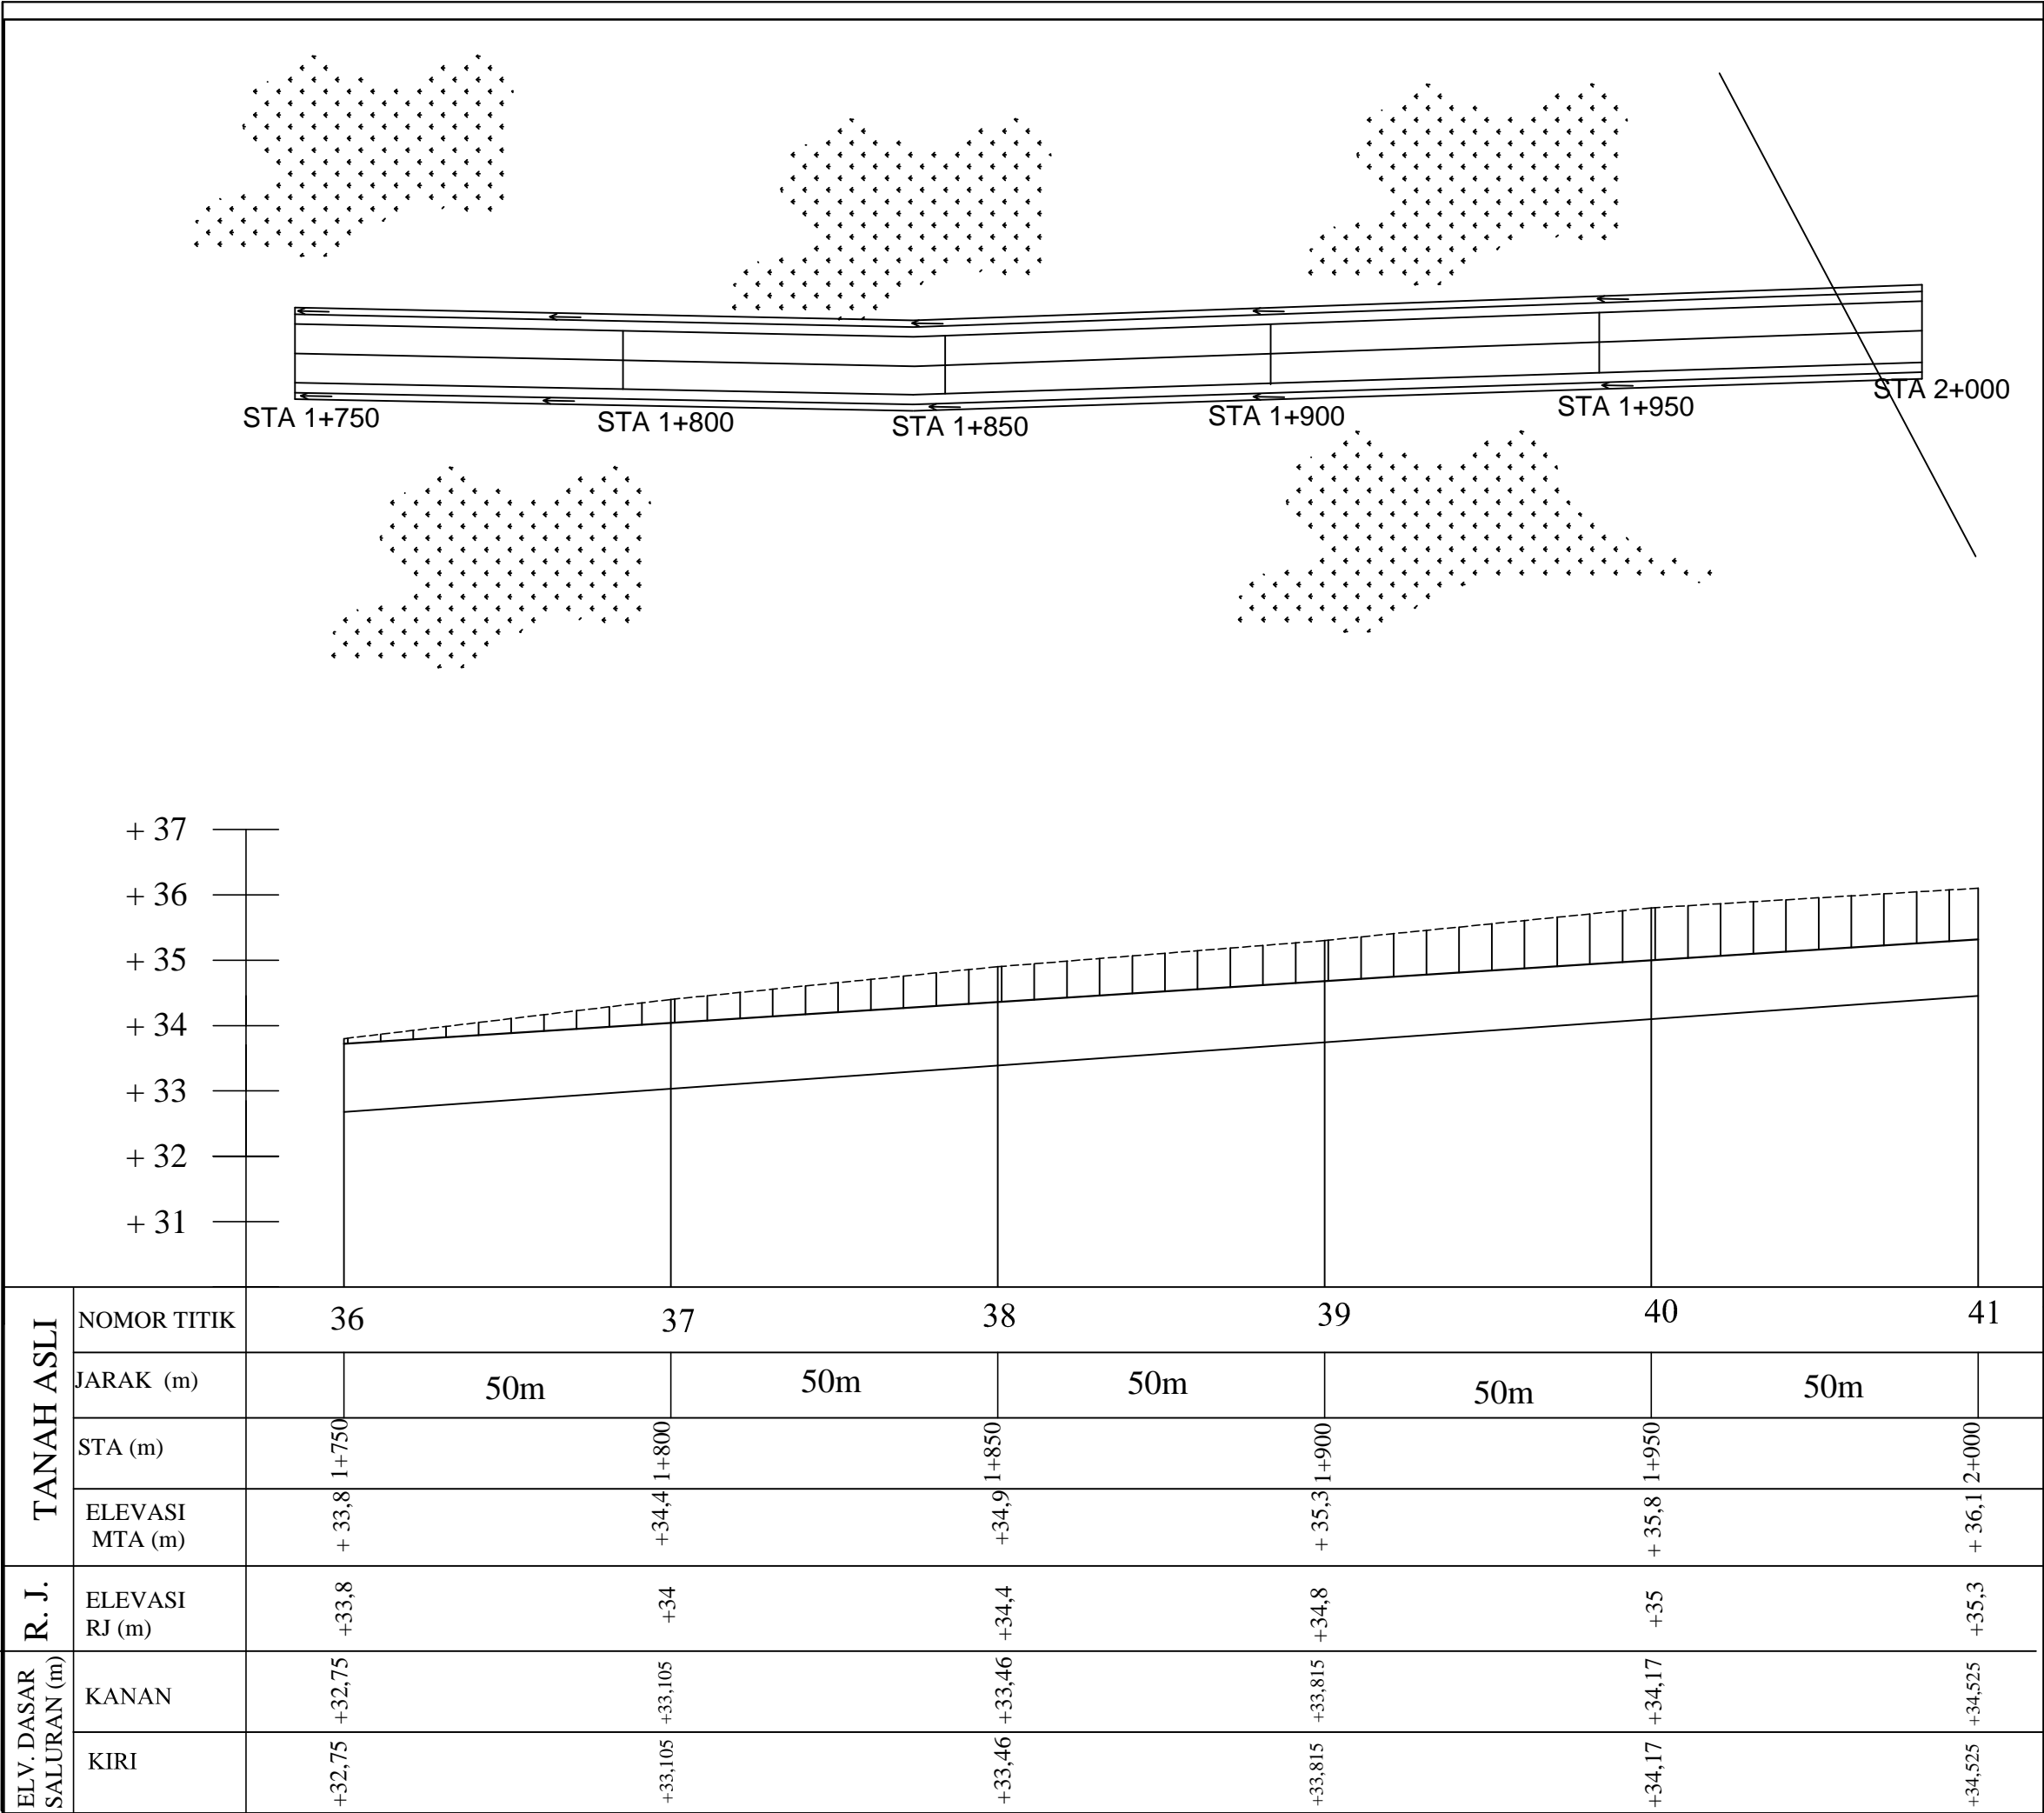 STA 1+750
STA 1+800
STA 1+850
STA 1+900
STA 1+950
STA 2+000
+ 37
+ 36
+ 35
+ 34
+ 33
+ 32
+ 31
TANAH ASLI
NOMOR TITIK 36 37 38 39 40 41
JARAK (m) 50m 50m 50m 50m 50m
STA (m) 1+750 1+800 1+850 1+900 1+950 2+000
ELEVASI
MTA (m)
+ 33,8 +34,4 +34,9 + 35,3 + 35,8 + 36,1
R. J.
ELEVASI
RJ (m)
+33,8 +34 +34,4 +34,8 +35 +35,3
ELV. DASAR
SALURAN (m)
KANAN +32,75 +33,105 +33,46 +33,815 +34,17 +34,525
KIRI +32,75 +33,105 +33,46 +33,815 +34,17 +34,525